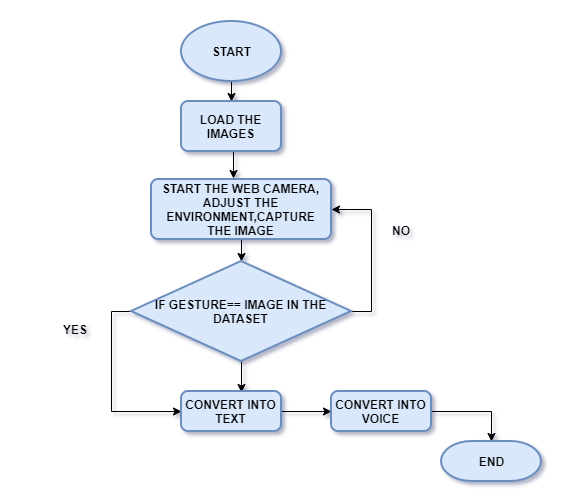 START
LOAD THE
IMAGES
START THE WEB CAMERA,
ADJUST THE
ENVIRONMENT,CAPTURE
THE IMAGE
NO
IF GESTURE== IMAGE IN THE
DATASET
YES
CONVERT INTO
TEXT
CONVERT INTO
VOICE
END